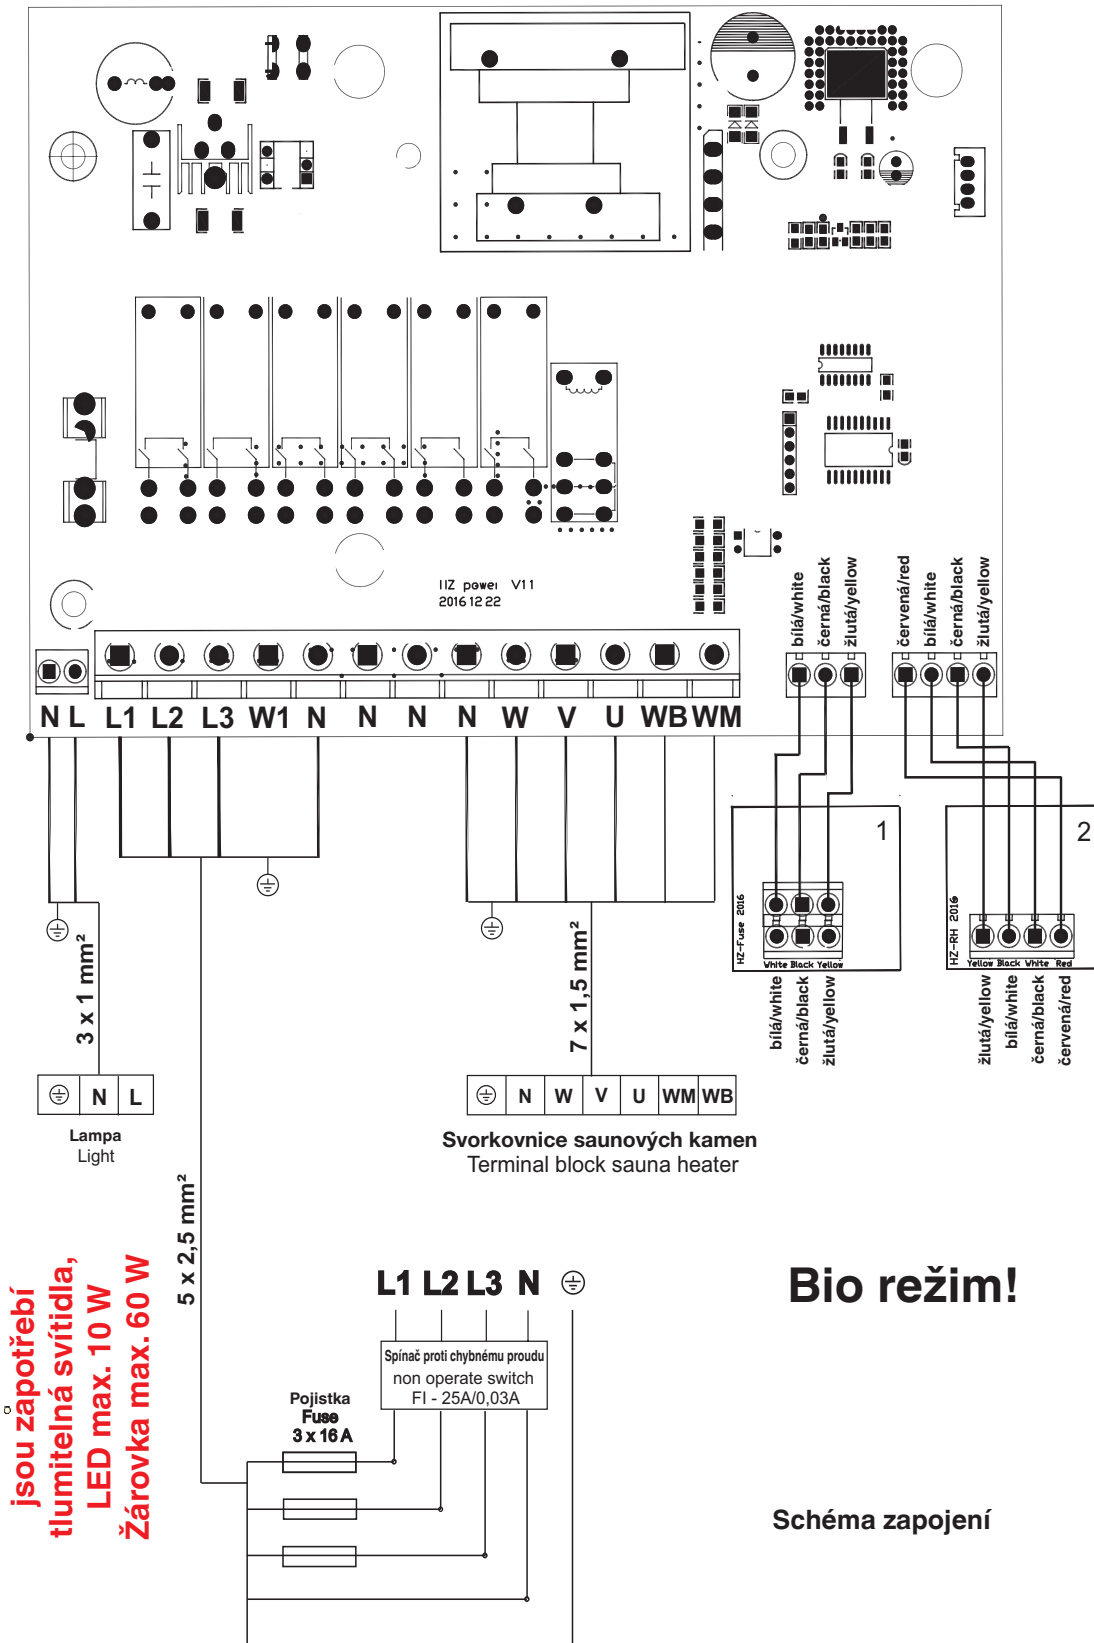 IIZ power V11
2016 12 22
bílá/white
černá/black
žlutá/yellow
červená/red
bílá/white
černá/black
žlutá/yellow
N L L1 L2 L3 W1 N N N N W V U WB WM
1
HZ-Fuse 2016
White Black Yellow
bílá/white
černá/black
žlutá/yellow
2
HZ-RH 2016
Yellow Black White Red
žlutá/yellow
bílá/white
černá/black
červená/red
3 x 1 mm²
7 x 1,5 mm²
N L
Lampa
Light
N W V U WM WB
Svorkovnice saunových kamen
Terminal block sauna heater
5 x 2,5 mm²
jsou zapotřebí
tlumitelná svítidla,
LED max. 10 W
Žárovka max. 60 W
L1 L2 L3 N
Spínač proti chybnému proudu
non operate switch
FI - 25A/0,03A
Pojistka
Fuse
3 x 16 A
Bio režim!
Schéma zapojení